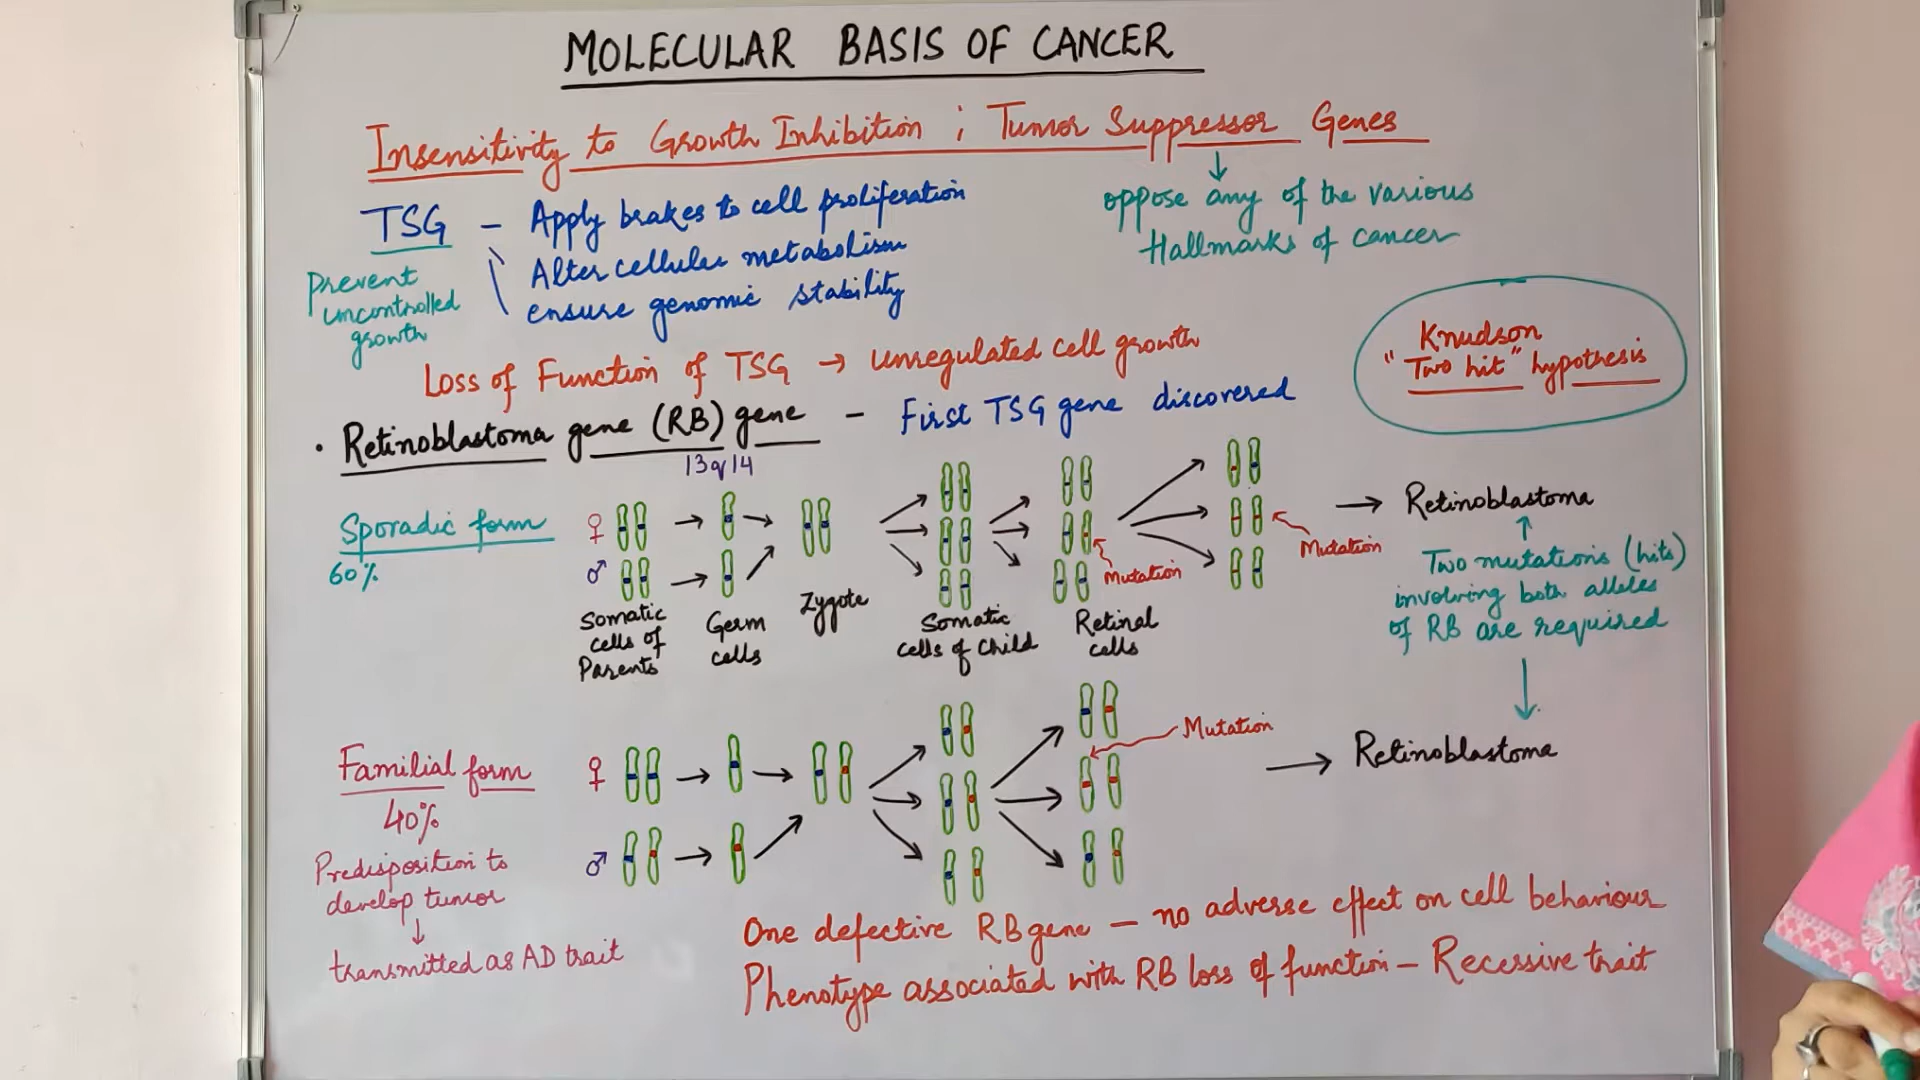 MOLECULAR BASIS OF CANCER
Insensitivity to Growth Inhibition ; Tumor Suppressor Genes
oppose any of the various
Hallmarks of cancer
TSG – Apply brakes to cell proliferation
Alter cellular metabolism
ensure genomic stability
Prevent
uncontrolled
growth
Knudson
"Two hit" hypothesis
Loss of Function of TSG → unregulated cell growth
• Retinoblastoma gene (RB) gene – First TSG gene discovered
13q14
Sporadic form
60%
♀
♂
Somatic
cells of
Parents
Germ
cells
Zygote
Somatic
cells of child
Retinal
cells
Mutation
Mutation
→ Retinoblastoma
Two mutations (hits)
involving both alleles
of RB are required
Familial form
40%
Predisposition to
develop tumor
↓
transmitted as AD trait
♀
♂
Mutation
→ Retinoblastoma
One defective RB gene – no adverse effect on cell behaviour
Phenotype associated with RB loss of function – Recessive trait